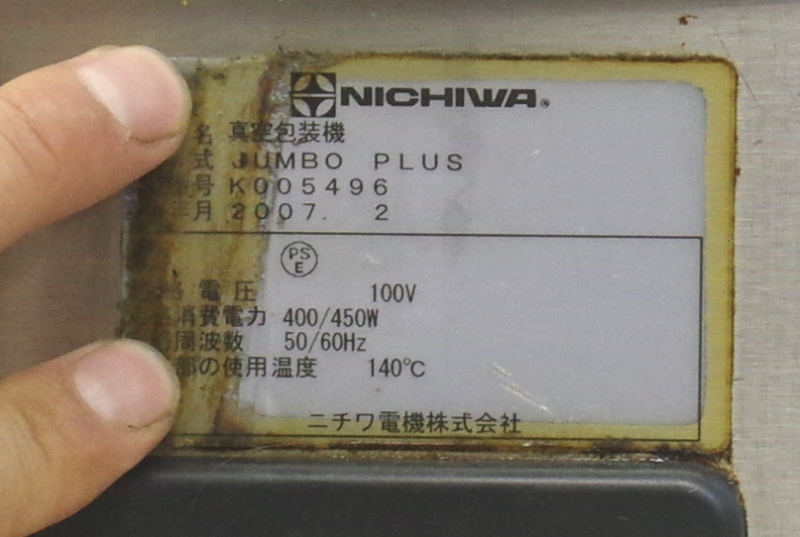 NICHIWA®
名 真空包装機
式 JUMBO PLUS
号 K005496
年月 2007. 2
PS
E
電圧 100V
消費電力 400/450W
周波数 50/60Hz
部の使用温度 140℃
ニチワ電機株式会社